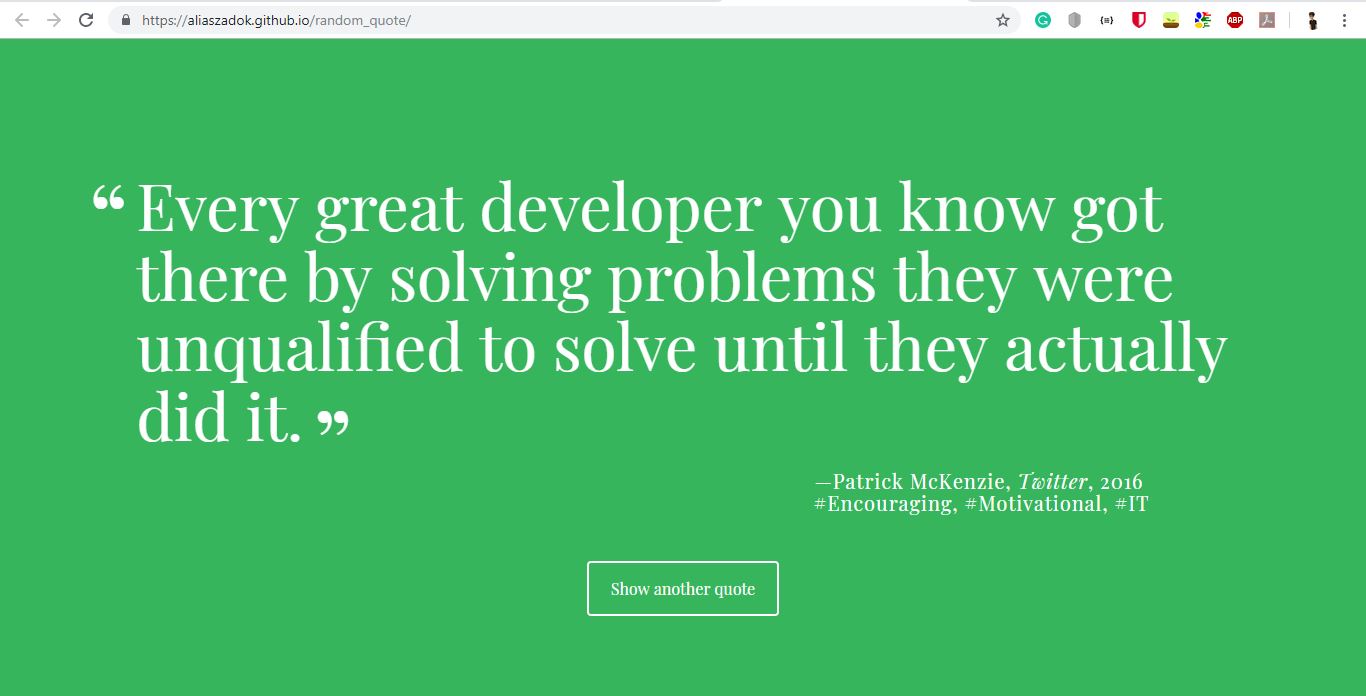 https://aliaszadok.github.io/random_quote/
ABP
“ Every great developer you know got
there by solving problems they were
unqualified to solve until they actually
did it. ”
—Patrick McKenzie, Twitter, 2016
#Encouraging, #Motivational, #IT
Show another quote